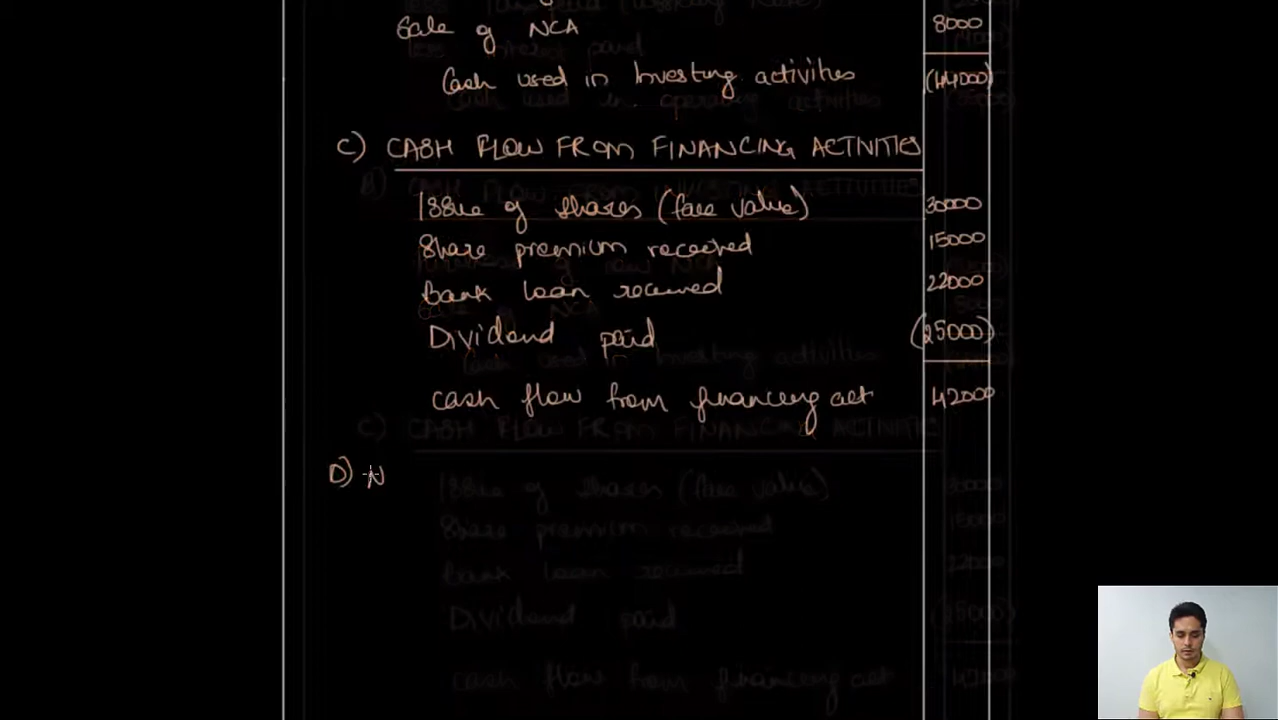 Sale of NCA 8000
Cash used in Investing activities (44000)
C) CASH FLOW FROM FINANCING ACTIVITIES
Issue of shares (face value) 30000
Share premium received 15000
Bank loan received 22000
Dividend paid (25000)
cash flow from financing act 42000
D) N